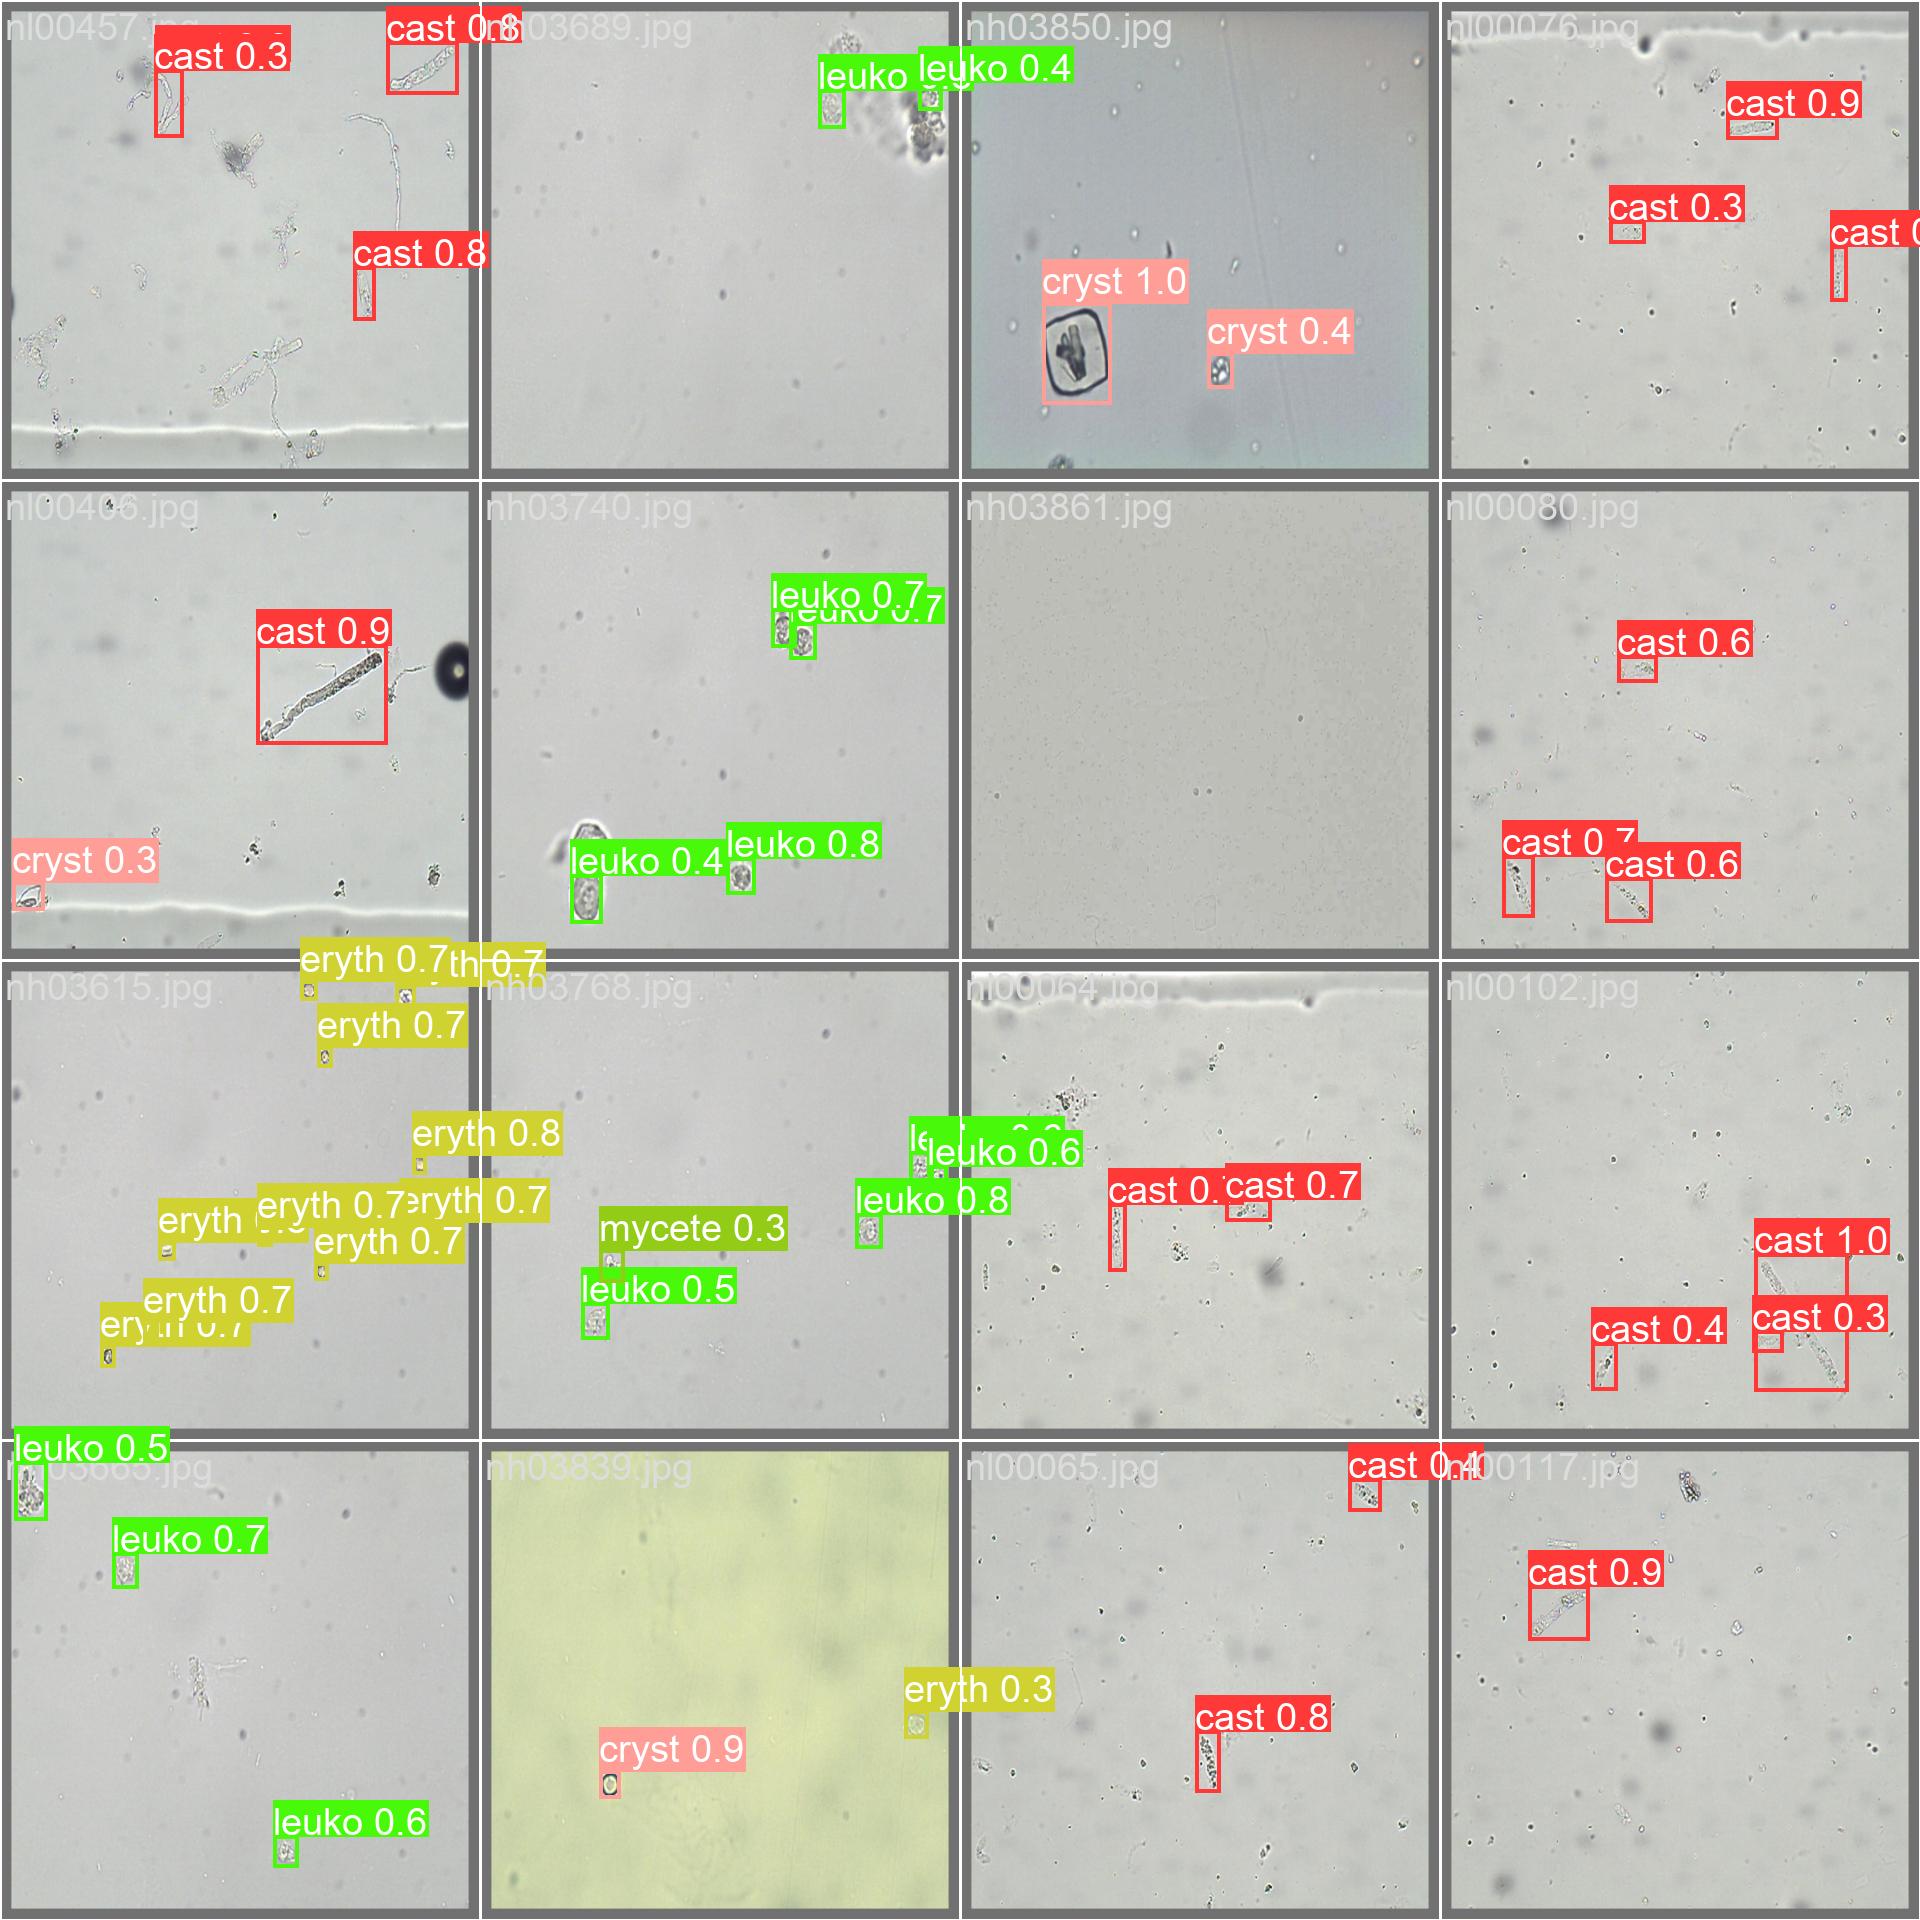 cast 0.3
cast 0.8
nh03850.jpg
nl00076.jpg
leuko
leuko 0.4
cast 0.9
cast 0.3
cast 0.8
cryst 1.0
cryst 0.4
nl00406.jpg
nh03740.jpg
nh03861.jpg
nl00080.jpg
cast 0.9
leuko 0.7
cast 0.6
cryst 0.3
leuko 0.4
leuko 0.8
cast 0.6
eryth 0.7
nh03615.jpg
nh03768.jpg
nl00064.jpg
nl00102.jpg
eryth 0.7
eryth 0.8
eryth 0.7
eryth 0.7
eryth 0.7
eryth 0.7
leuko 0.6
leuko 0.8
mycete 0.3
leuko 0.5
cast 0.7
cast 1.0
cast 0.4
cast 0.3
leuko 0.5
nh03839.jpg
nl00065.jpg
cast 0.4
leuko 0.7
cast 0.9
eryth 0.3
cryst 0.9
cast 0.8
leuko 0.6